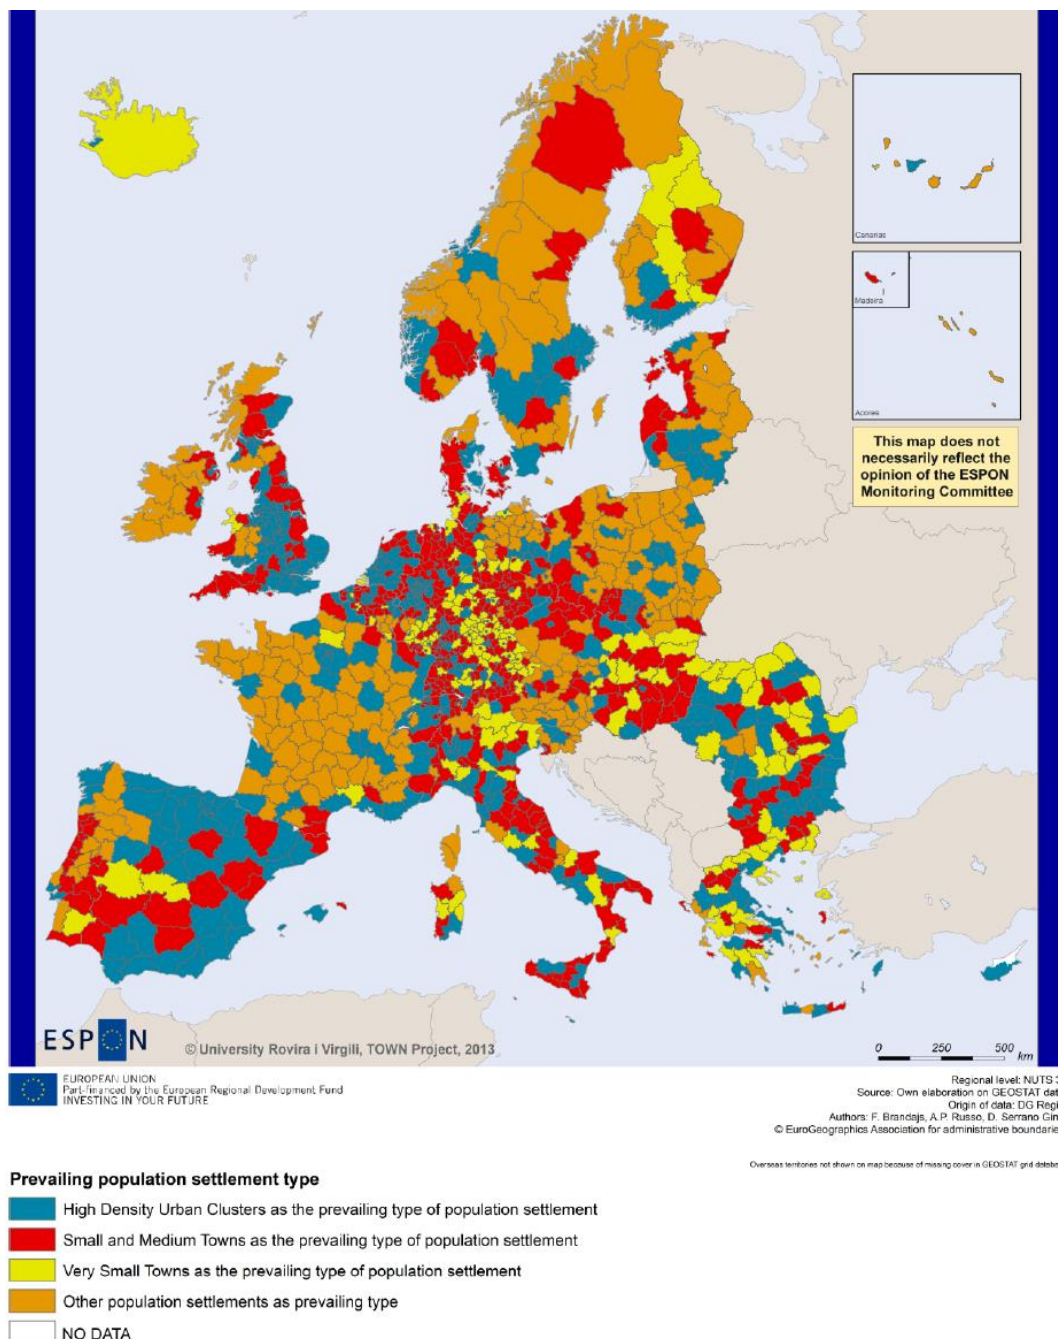 Canarias
Madeira
Acores
This map does not
necessarily reflect the
opinion of the ESPON
Monitoring Committee
ESPON
© University Rovira i Virgili, TOWN Project, 2013
0 250 500
km
EUROPEAN UNION
Part-financed by the European Regional Development Fund
INVESTING IN YOUR FUTURE
Regional level: NUTS
Source: Own elaboration on GEOSTAT dat
Origin of data: DG Regi
Authors: F. Brandajs, A.P. Russo, D. Serrano Gin
© EuroGeographics Association for administrative boundarie
Overseas territories not shown on map because of missing cover in GEOSTAT grid databa
Prevailing population settlement type
High Density Urban Clusters as the prevailing type of population settlement
Small and Medium Towns as the prevailing type of population settlement
Very Small Towns as the prevailing type of population settlement
Other population settlements as prevailing type
NO DATA